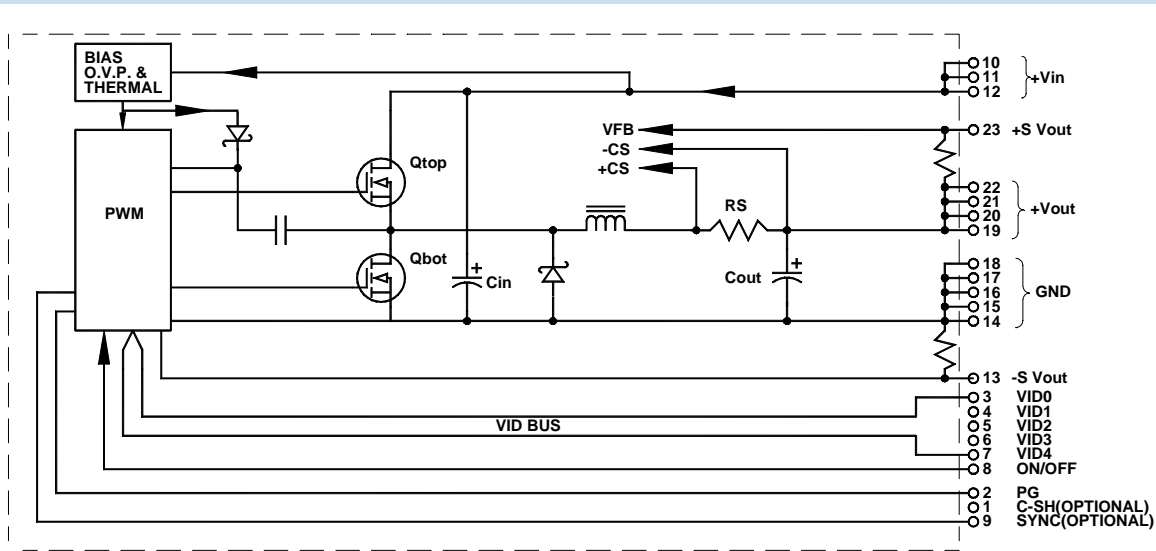 BIAS
O.V.P. &
THERMAL
10
11
12
+Vin
VFB
-CS
+CS
23 +S Vout
Qtop
PWM
RS
22
21
20
19
+Vout
Qbot
Cin
+
Cout
+
18
17
16
15
14
GND
13 -S Vout
3 VID0
4 VID1
VID BUS
5 VID2
6 VID3
7 VID4
8 ON/OFF
2 PG
1 C-SH(OPTIONAL)
9 SYNC(OPTIONAL)